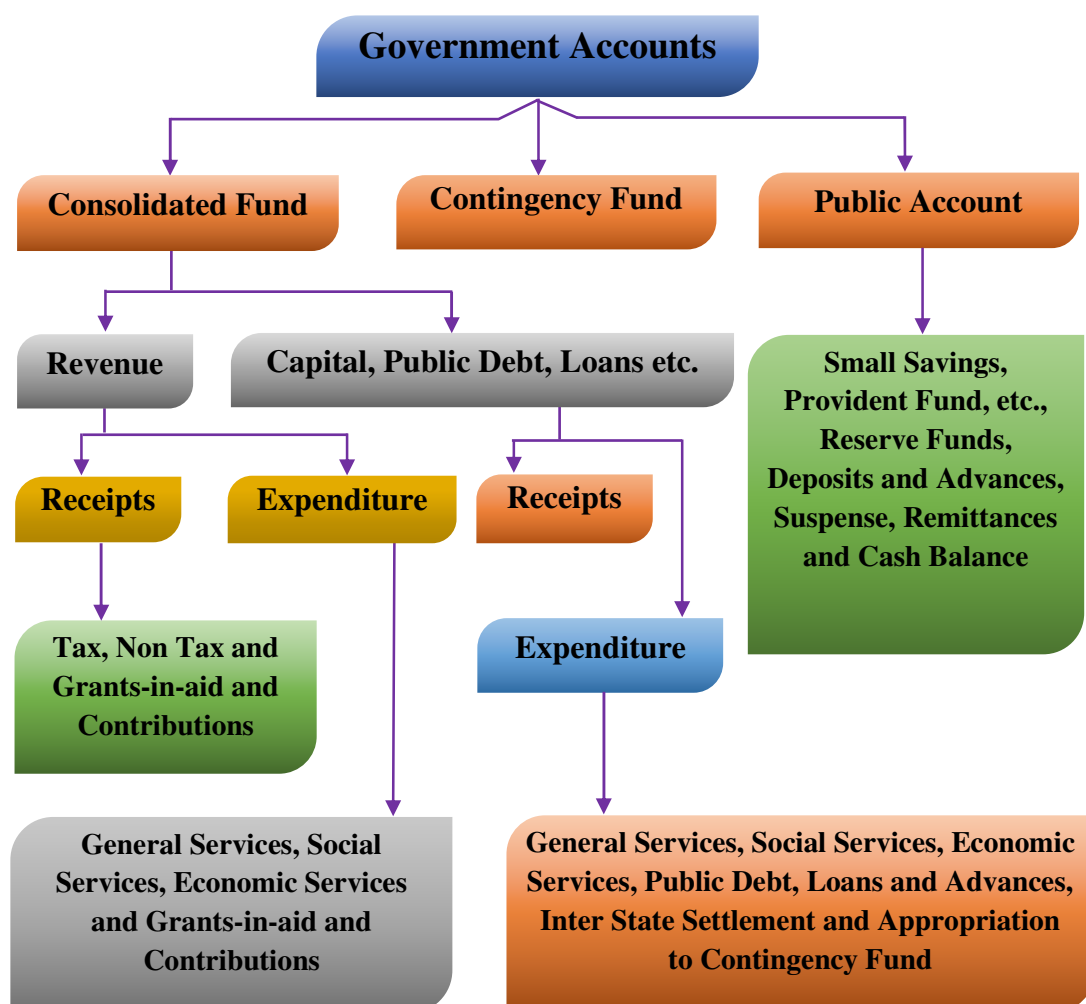 Government Accounts
Consolidated Fund
Contingency Fund
Public Account
Revenue
Capital, Public Debt, Loans etc.
Small Savings,
Provident Fund, etc.,
Reserve Funds,
Deposits and Advances,
Suspense, Remittances
and Cash Balance
Receipts
Expenditure
Receipts
Expenditure
Tax, Non Tax and
Grants-in-aid and
Contributions
General Services, Social
Services, Economic Services
and Grants-in-aid and
Contributions
General Services, Social Services, Economic
Services, Public Debt, Loans and Advances,
Inter State Settlement and Appropriation
to Contingency Fund